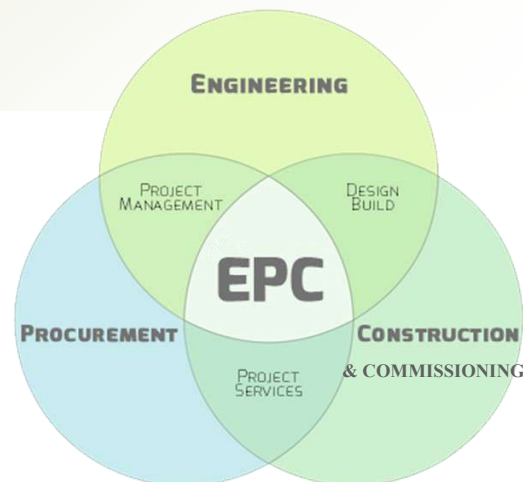 ENGINEERING
PROJECT
MANAGEMENT
DESIGN
BUILD
EPC
PROCUREMENT
CONSTRUCTION
& COMMISSIONING
PROJECT
SERVICES